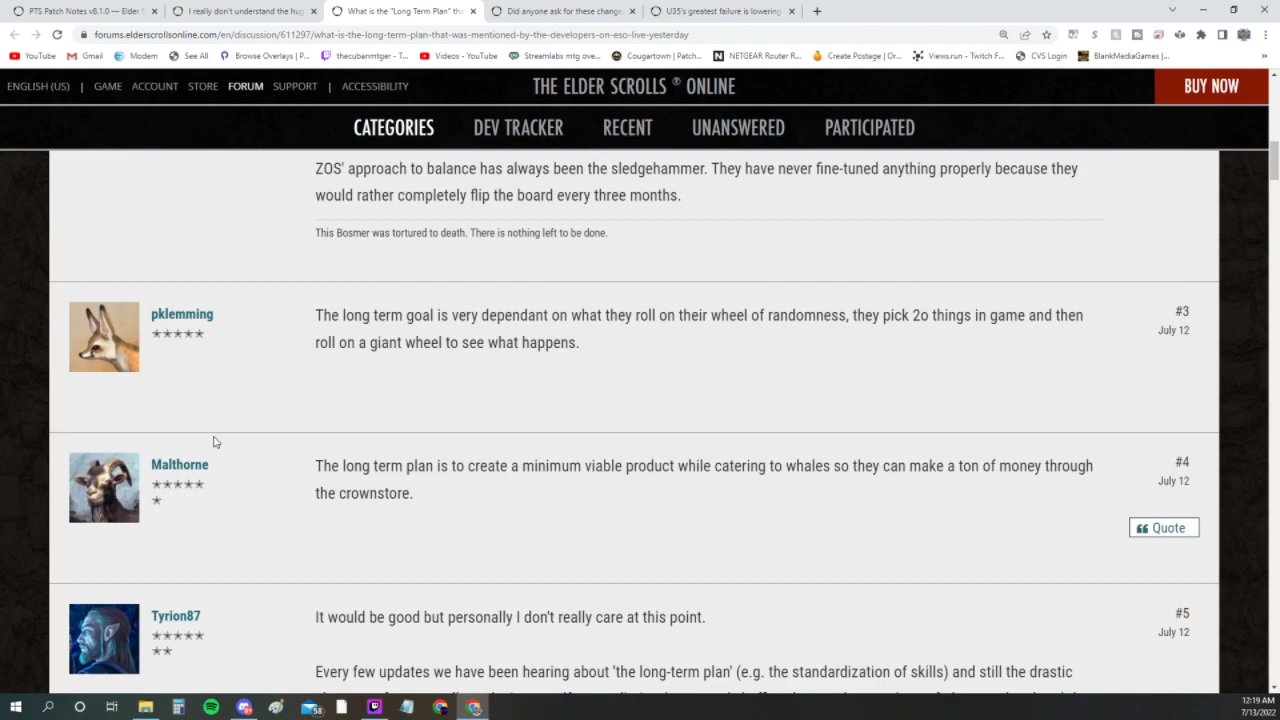 PTS Patch Notes v8.1.0 — Elder S
I really don't understand the hug
What is the "Long Term Plan" tha
Did anyone ask for these change
U35's greatest failure is lowering
forums.elderscrollsonline.com/en/discussion/611297/what-is-the-long-term-plan-that-was-mentioned-by-the-developers-on-eso-live-yesterday
YouTube Gmail Modem See All Browse Overlays | P... thecubanmtger - T... Videos - YouTube Streamlabs mtg ove... Cougartown | Patch... NETGEAR Router R... Create Postage | Or... Views.run - Twitch F... CVS Login BlankMediaGames |... »
ENGLISH (US) | GAME ACCOUNT STORE FORUM SUPPORT | ACCESSIBILITY
THE ELDER SCROLLS ® ONLINE
BUY NOW
CATEGORIES DEV TRACKER RECENT UNANSWERED PARTICIPATED
ZOS' approach to balance has always been the sledgehammer. They have never fine-tuned anything properly because they
would rather completely flip the board every three months.
This Bosmer was tortured to death. There is nothing left to be done.
pklemming
The long term goal is very dependant on what they roll on their wheel of randomness, they pick 2o things in game and then
roll on a giant wheel to see what happens.
#3
July 12
Malthorne
The long term plan is to create a minimum viable product while catering to whales so they can make a ton of money through
the crownstore.
#4
July 12
Quote
Tyrion87
It would be good but personally I don't really care at this point.
#5
July 12
Every few updates we have been hearing about 'the long-term plan' (e.g. the standardization of skills) and still the drastic
58
12:19 AM
7/13/2022